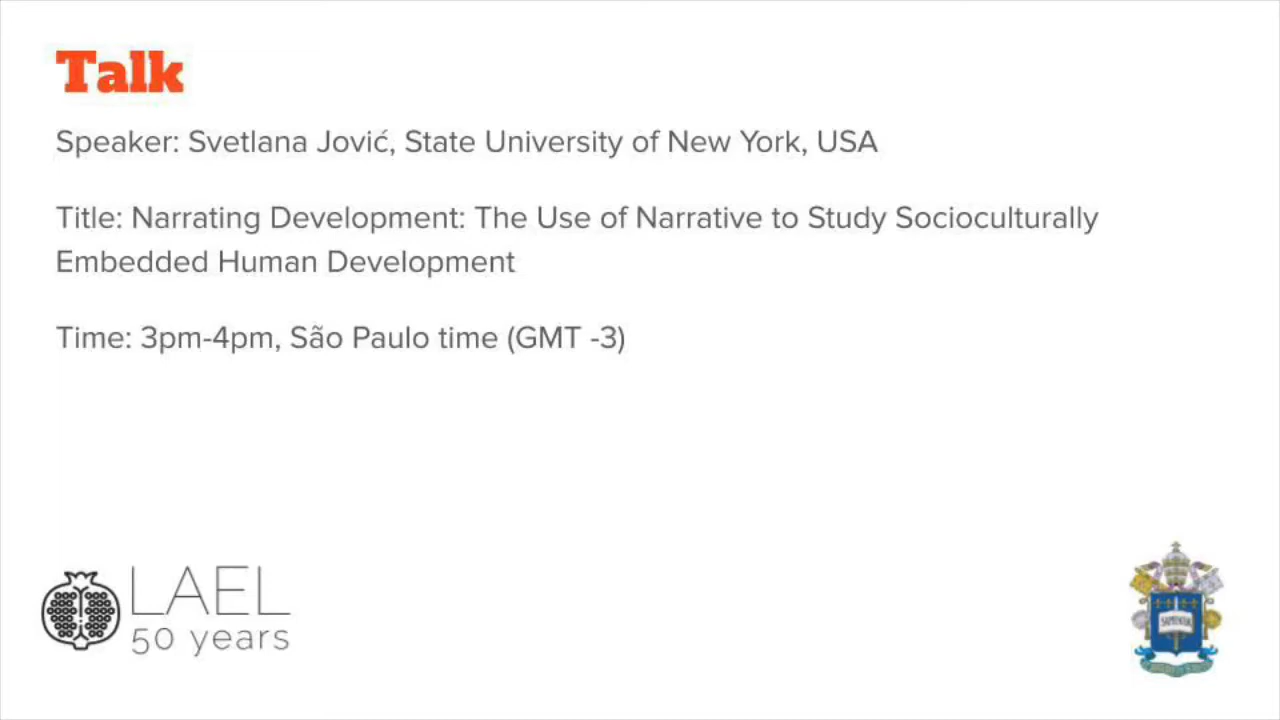 Talk
Speaker: Svetlana Jović, State University of New York, USA
Title: Narrating Development: The Use of Narrative to Study Socioculturally
Embedded Human Development
Time: 3pm-4pm, São Paulo time (GMT -3)
LAEL
50 years